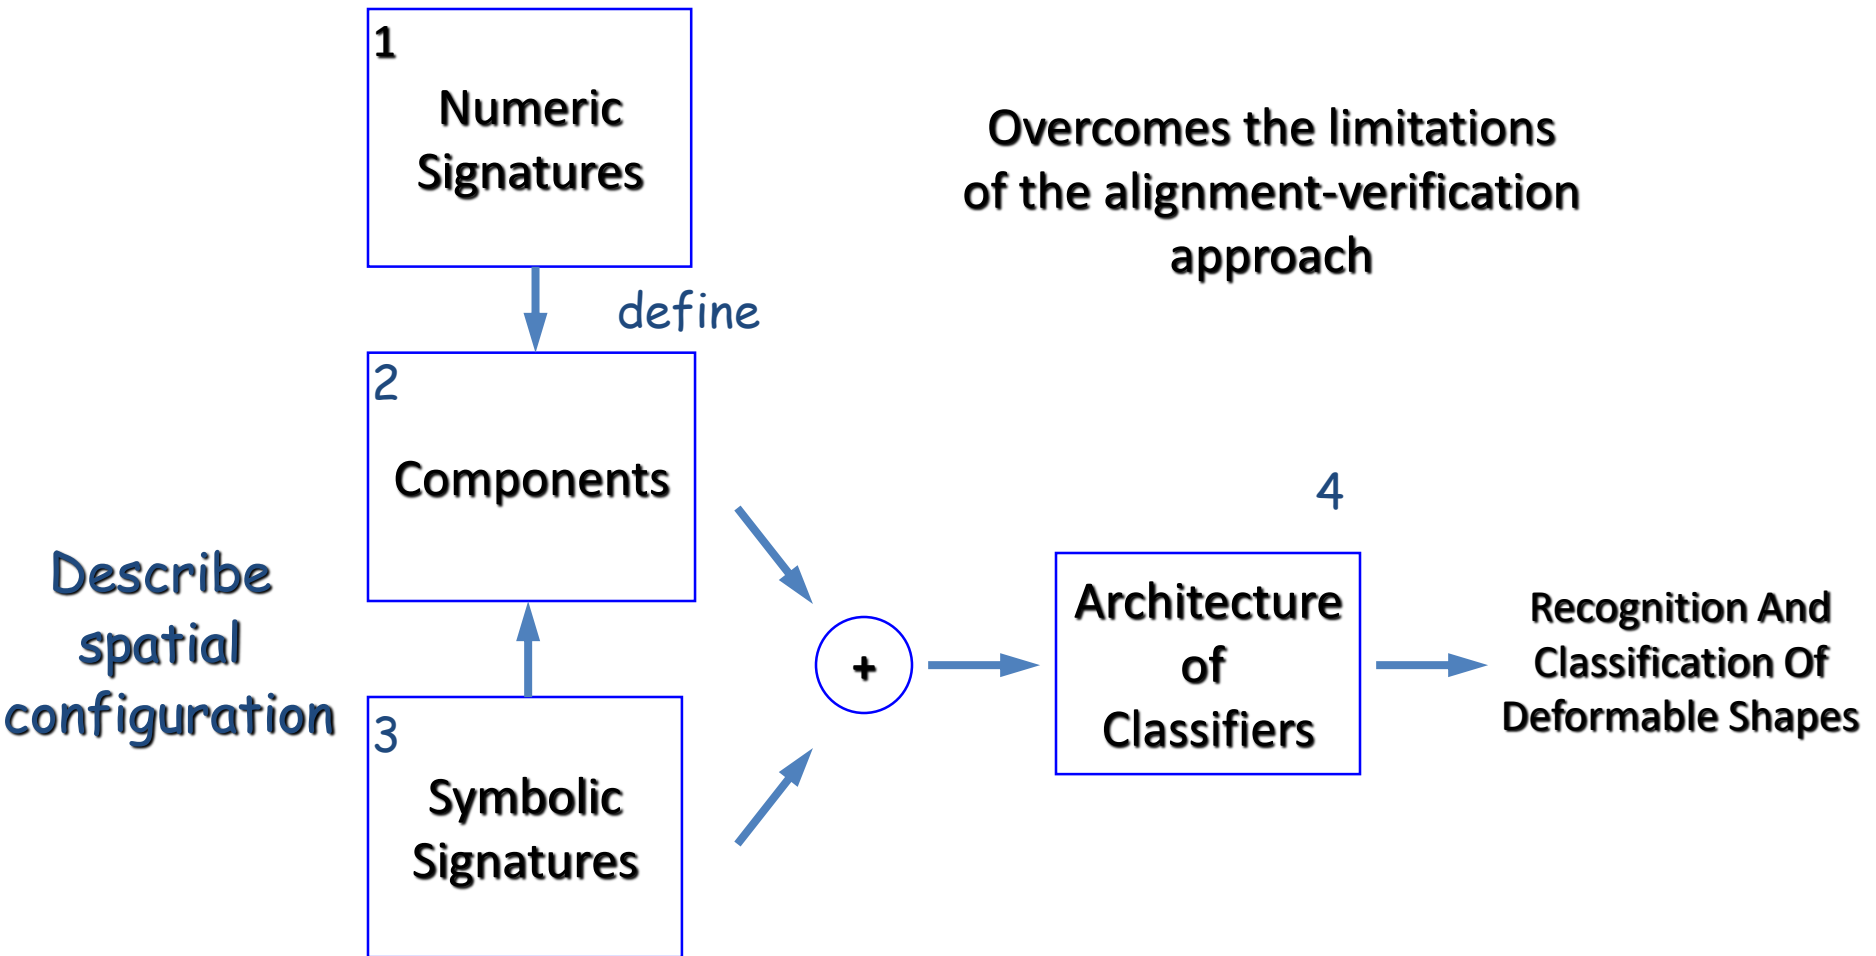 1
Numeric
Signatures
Overcomes the limitations
of the alignment-verification
approach
define
2
Components
Describe
spatial
configuration
3
Symbolic
Signatures
+
4
Architecture
of
Classifiers
Recognition And
Classification Of
Deformable Shapes